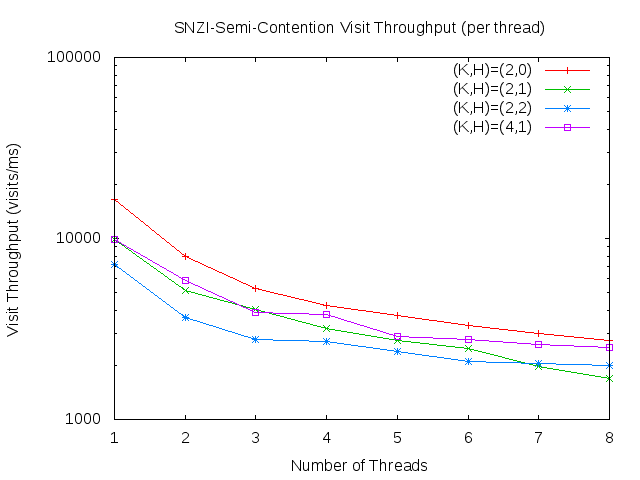 SNZI-Semi-Contention Visit Throughput (per thread)
100000
10000
1000
Visit Throughput (visits/ms)
(K,H)=(2,0)
(K,H)=(2,1)
(K,H)=(2,2)
(K,H)=(4,1)
1 2 3 4 5 6 7 8
Number of Threads